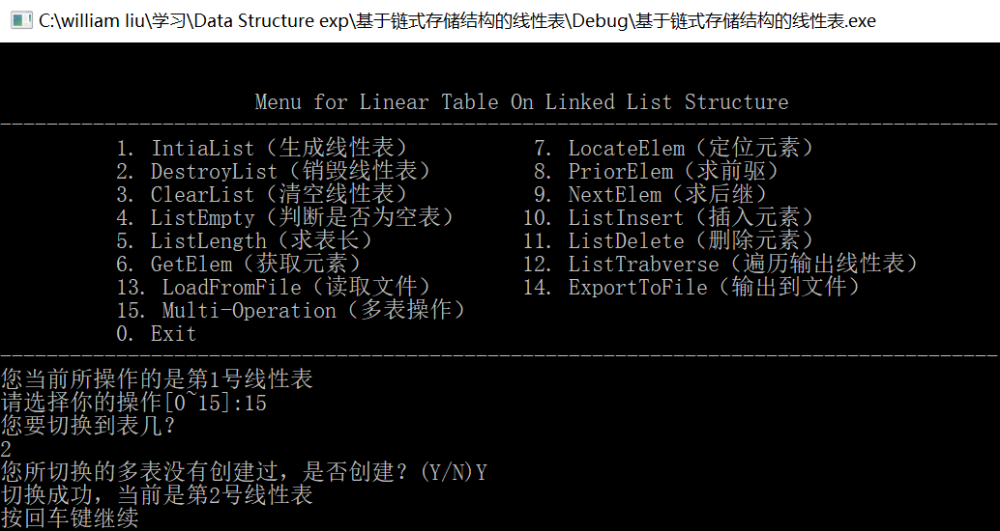 C:\william liu\学习\Data Structure exp\基于链式存储结构的线性表\Debug\基于链式存储结构的线性表.exe
Menu for Linear Table On Linked List Structure
--------------------------------------------------------------------------------------
1. IntiaList（生成线性表） 7. LocateElem（定位元素）
2. DestroyList（销毁线性表） 8. PriorElem（求前驱）
3. ClearList（清空线性表） 9. NextElem（求后继）
4. ListEmpty（判断是否为空表） 10. ListInsert（插入元素）
5. ListLength（求表长） 11. ListDelete（删除元素）
6. GetElem（获取元素） 12. ListTrabverse（遍历输出线性表）
13. LoadFromFile（读取文件） 14. ExportToFile（输出到文件）
15. Multi-Operation（多表操作）
0. Exit
--------------------------------------------------------------------------------------
您当前所操作的是第1号线性表
请选择你的操作[0~15]:15
您要切换到表几？
2
您所切换的多表没有创建过，是否创建？(Y/N)Y
切换成功，当前是第2号线性表
按回车键继续